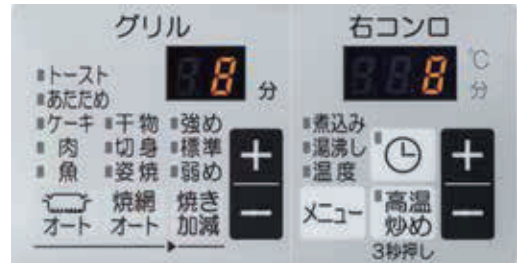 グリル
8 分
トースト
あたため
ケーキ 干物 強め
肉 切身 標準
魚 姿焼 弱め
オート 焼網オート 焼き加減
+
−
右コンロ
8 ℃
分
煮込み
湯沸し
温度
メニュー 高温炒め
3秒押し
+
−